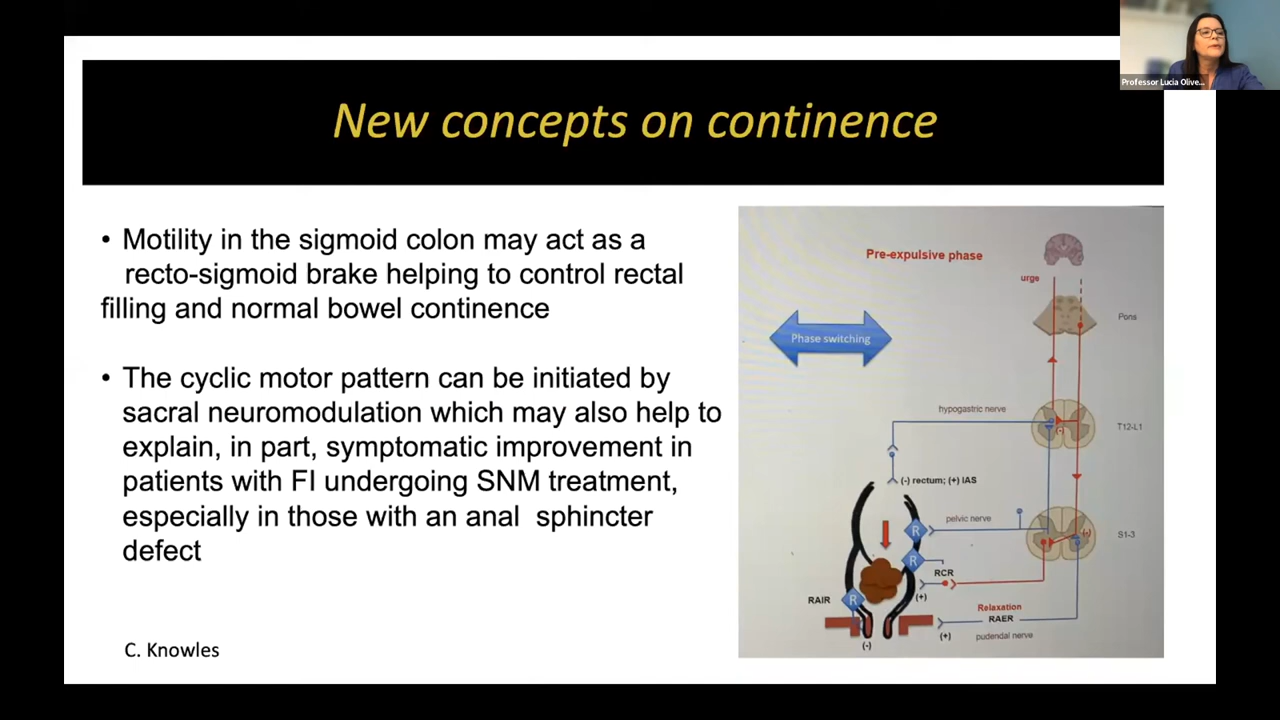 Professor Lucia Olive...
New concepts on continence
• Motility in the sigmoid colon may act as a
recto-sigmoid brake helping to control rectal
filling and normal bowel continence
• The cyclic motor pattern can be initiated by
sacral neuromodulation which may also help to
explain, in part, symptomatic improvement in
patients with FI undergoing SNM treatment,
especially in those with an anal sphincter
defect
C. Knowles
Pre-expulsive phase
urge
Pons
Phase switching
hypogastric nerve
T12-L1
(-)
(-) rectum; (+) IAS
pelvic nerve
R
S1-3
(-)
R
RCR
(+)
RAIR
R
Relaxation
RAER
(+)
pudendal nerve
(-)